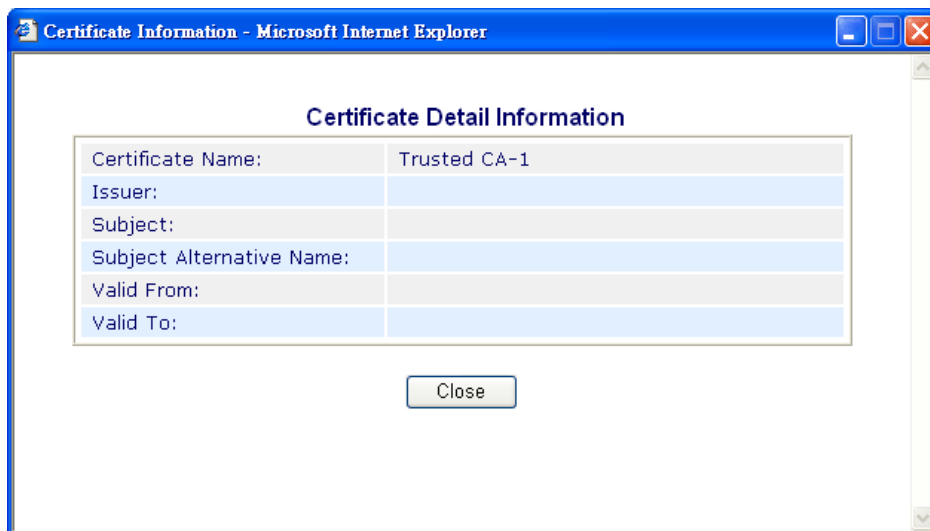 Certificate Information - Microsoft Internet Explorer
Certificate Detail Information
Certificate Name: Trusted CA-1
Issuer:
Subject:
Subject Alternative Name:
Valid From:
Valid To:
Close